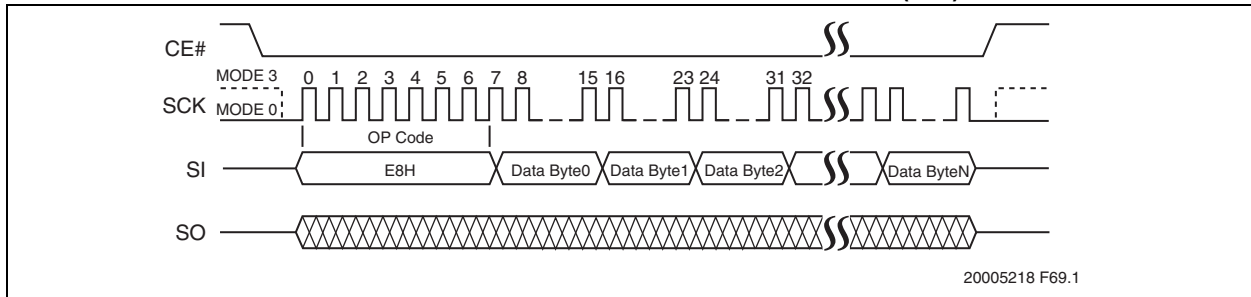 CE#
MODE 3 0 1 2 3 4 5 6 7 8 15 16 23 24 31 32
SCK MODE 0
OP Code
SI E8H Data Byte0 Data Byte1 Data Byte2 Data ByteN
SO
20005218 F69.1